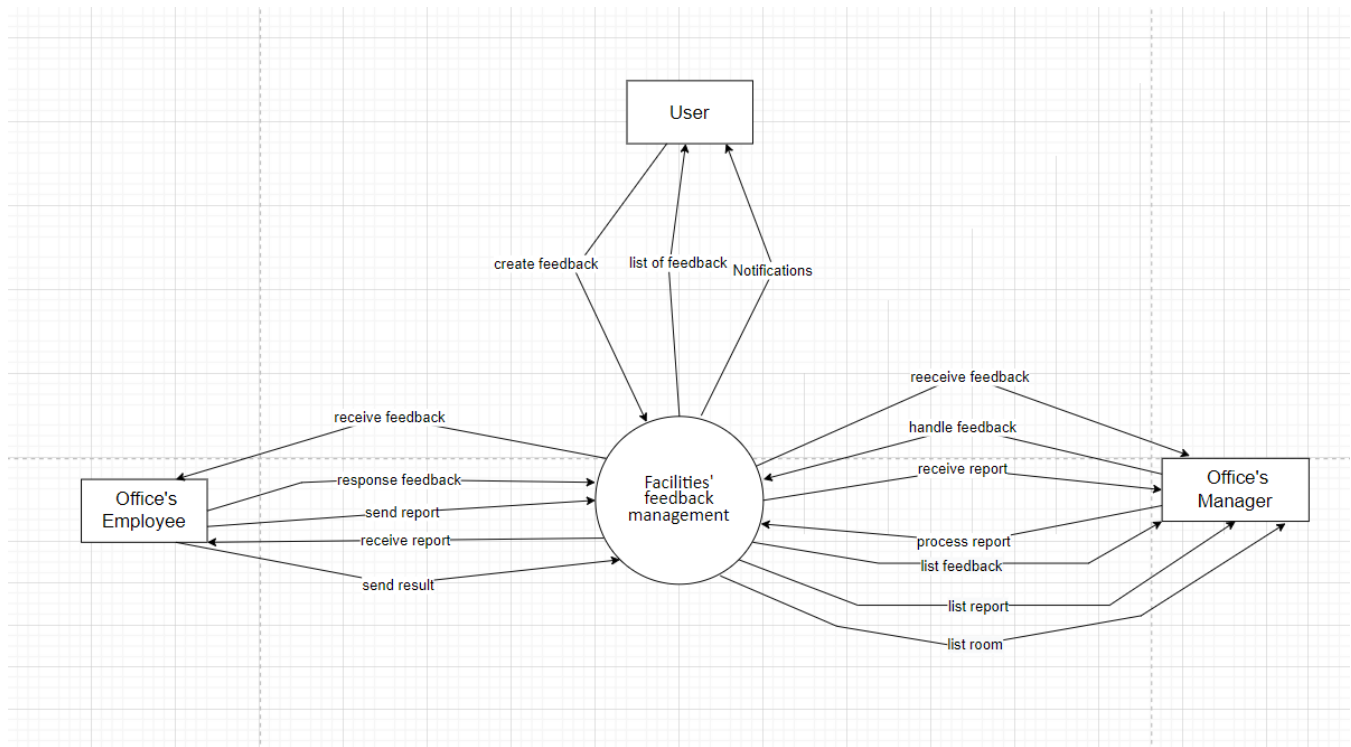 User
create feedback
list of feedback
Notifications
reeceive feedback
receive feedback
handle feedback
receive report
response feedback
Facilities'
feedback
management
Office's
Employee
Office's
Manager
send report
receive report
process report
list feedback
send result
list report
list room